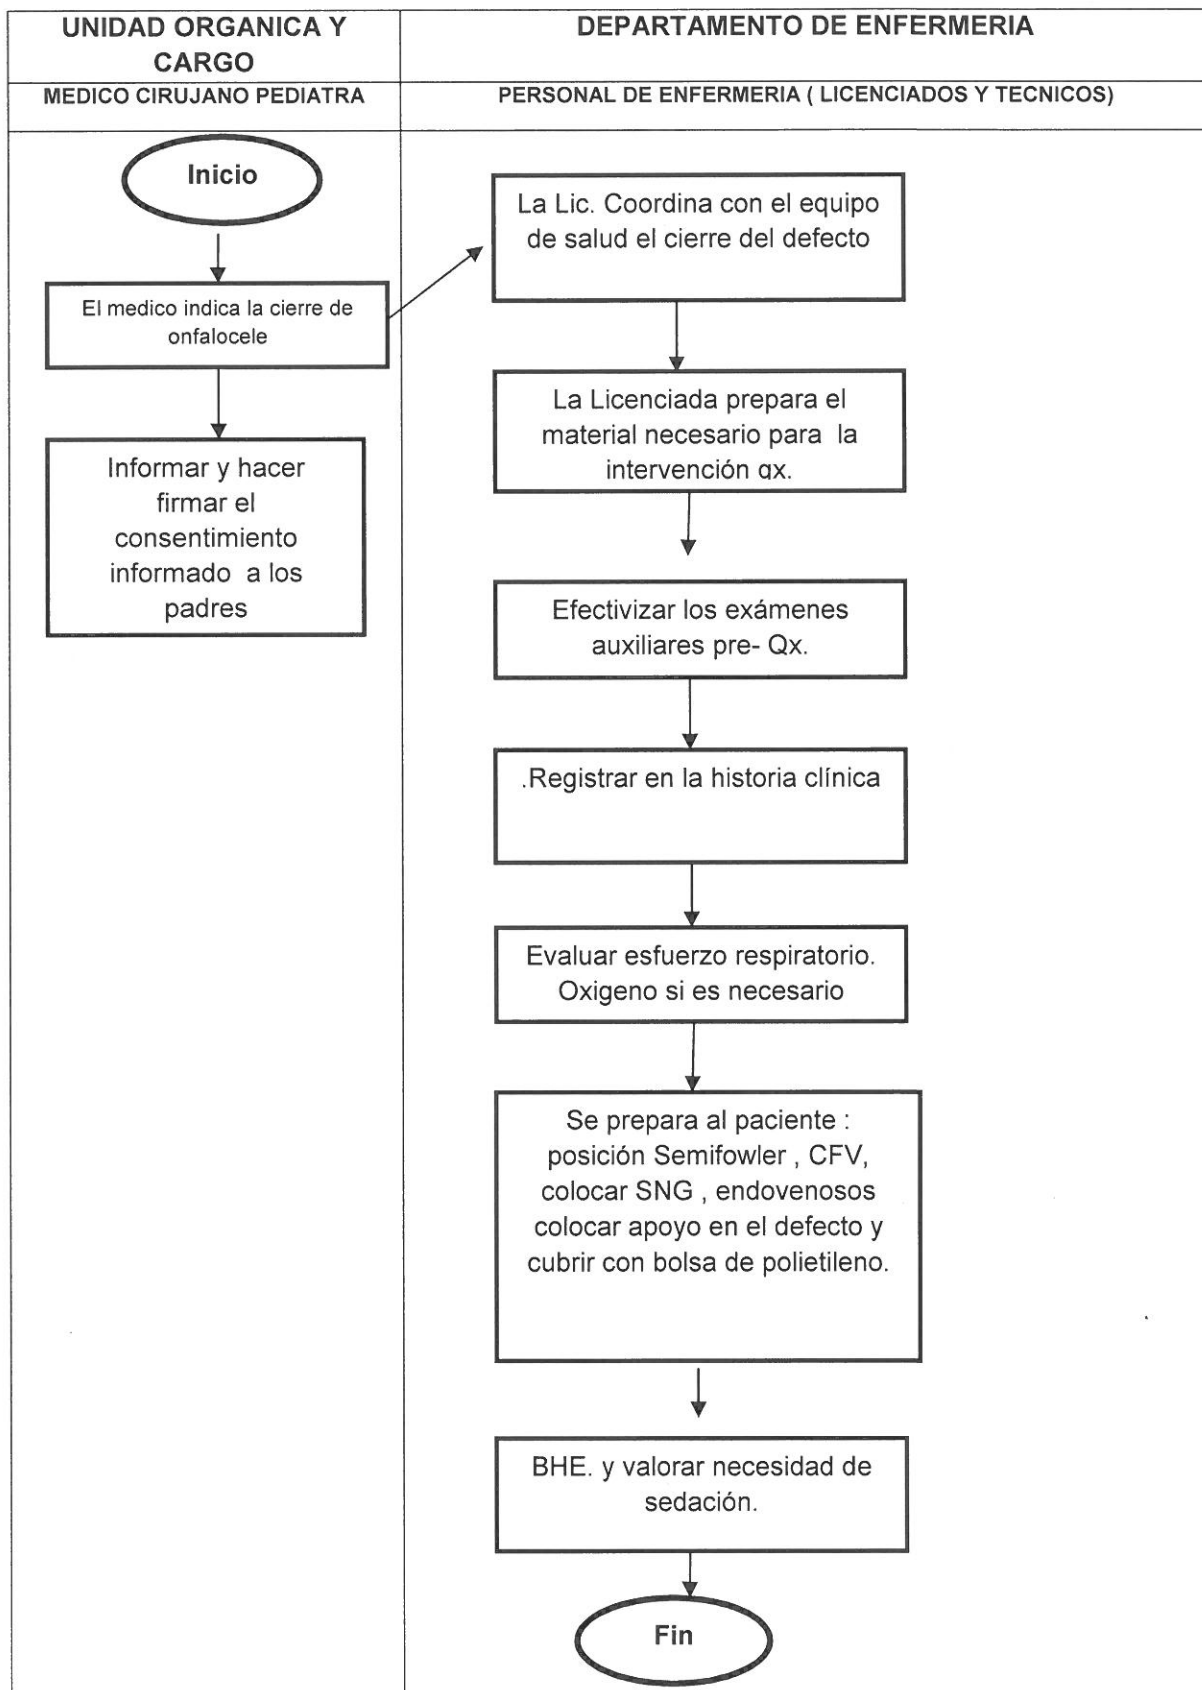 UNIDAD ORGANICA Y
CARGO
DEPARTAMENTO DE ENFERMERIA
MEDICO CIRUJANO PEDIATRA
PERSONAL DE ENFERMERIA ( LICENCIADOS Y TECNICOS)
Inicio
El medico indica la cierre de
onfalocele
Informar y hacer
firmar el
consentimiento
informado a los
padres
La Lic. Coordina con el equipo
de salud el cierre del defecto
La Licenciada prepara el
material necesario para la
intervención qx.
Efectivizar los exámenes
auxiliares pre- Qx.
.Registrar en la historia clínica
Evaluar esfuerzo respiratorio.
Oxigeno si es necesario
Se prepara al paciente :
posición Semifowler , CFV,
colocar SNG , endovenosos
colocar apoyo en el defecto y
cubrir con bolsa de polietileno.
BHE. y valorar necesidad de
sedación.
Fin